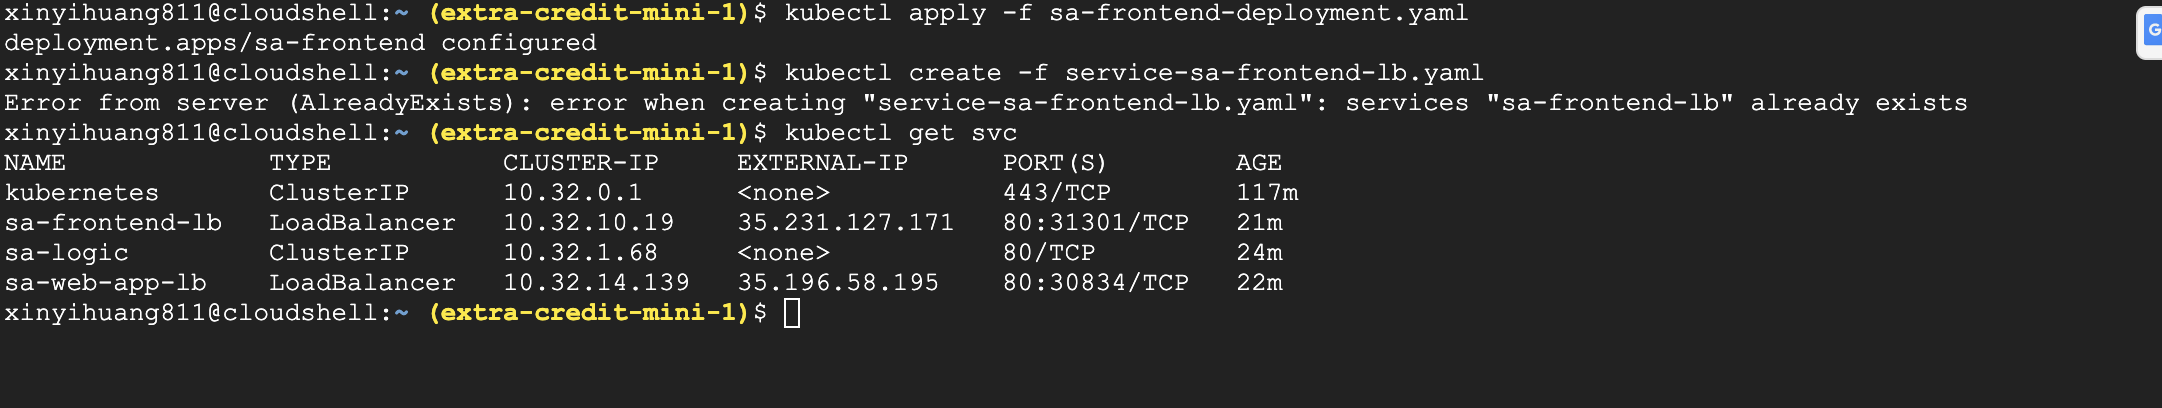 xinyihuang811@cloudshell:~ (extra-credit-mini-1)$ kubectl apply -f sa-frontend-deployment.yaml
deployment.apps/sa-frontend configured
xinyihuang811@cloudshell:~ (extra-credit-mini-1)$ kubectl create -f service-sa-frontend-lb.yaml
Error from server (AlreadyExists): error when creating "service-sa-frontend-lb.yaml": services "sa-frontend-lb" already exists
xinyihuang811@cloudshell:~ (extra-credit-mini-1)$ kubectl get svc
NAME             TYPE           CLUSTER-IP     EXTERNAL-IP      PORT(S)        AGE
kubernetes       ClusterIP      10.32.0.1      <none>           443/TCP        117m
sa-frontend-lb   LoadBalancer   10.32.10.19    35.231.127.171   80:31301/TCP   21m
sa-logic         ClusterIP      10.32.1.68     <none>           80/TCP         24m
sa-web-app-lb    LoadBalancer   10.32.14.139   35.196.58.195    80:30834/TCP   22m
xinyihuang811@cloudshell:~ (extra-credit-mini-1)$